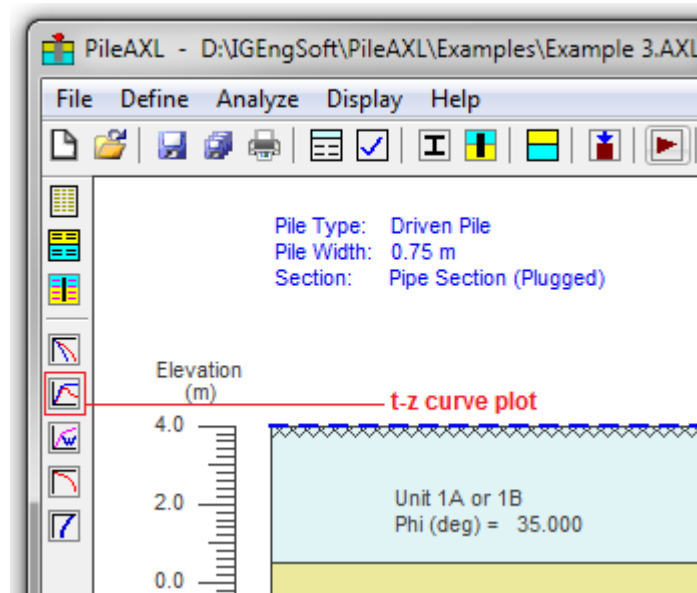 PileAXL - D:\IGEngSoft\PileAXL\Examples\Example 3.AXL
File Define Analyze Display Help
Pile Type: Driven Pile
Pile Width: 0.75 m
Section: Pipe Section (Plugged)
Elevation
(m)
t-z curve plot
4.0
Unit 1A or 1B
2.0
Phi (deg) = 35.000
0.0